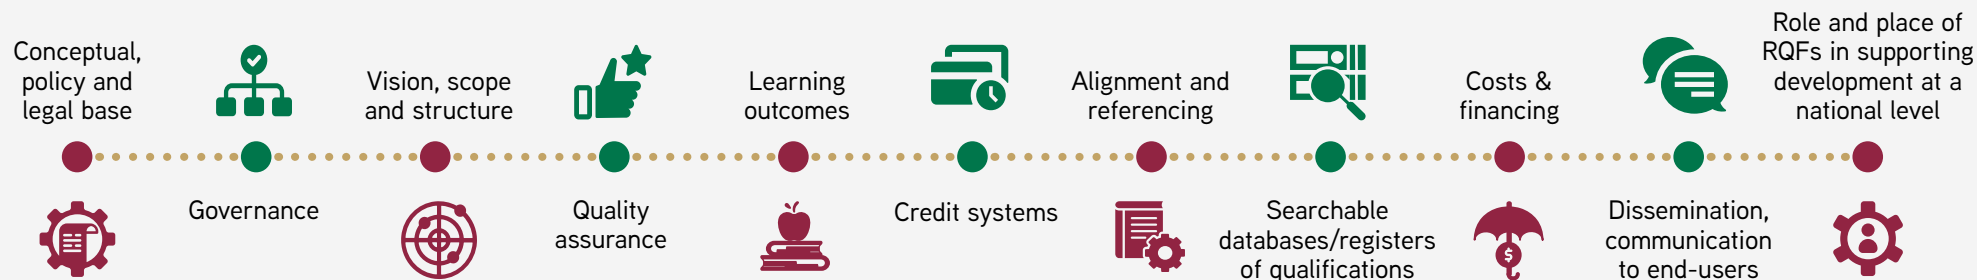 Conceptual,
policy and
legal base
Governance
Vision, scope
and structure
Quality
assurance
Learning
outcomes
Credit systems
Alignment and
referencing
Searchable
databases/registers
of qualifications
Costs &
financing
Dissemination,
communication
to end-users
Role and place of
RQFs in supporting
development at a
national level